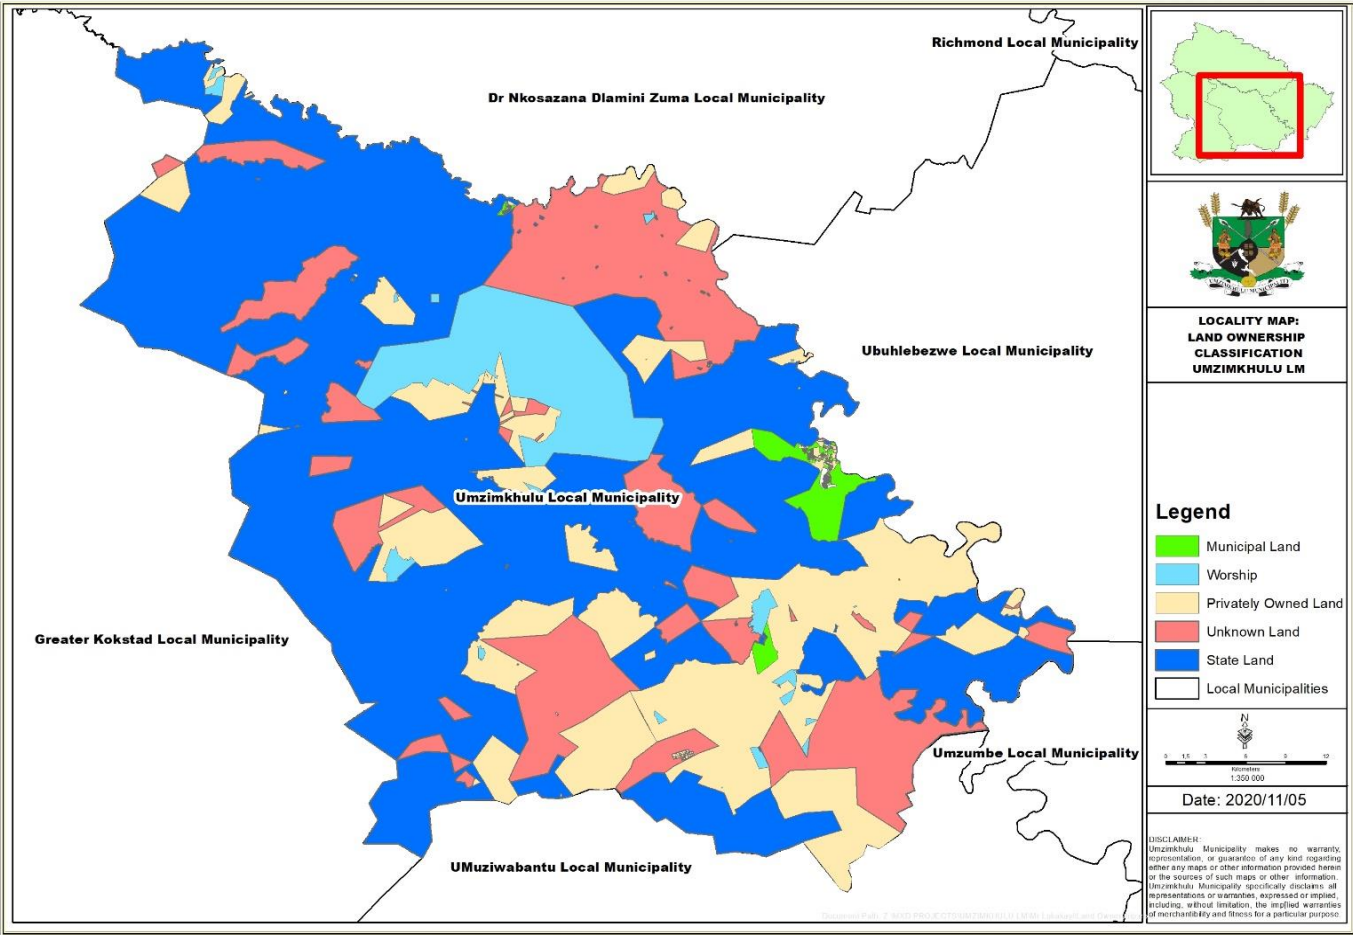 Richmond Local Municipality
Dr Nkosazana Dlamini Zuma Local Municipality
Ubuhlebezwe Local Municipality
Umzimkhulu Local Municipality
Greater Kokstad Local Municipality
Umzumbe Local Municipality
UMuziwabantu Local Municipality
UMZIMKHULU MUNICIPALITY
LOCALITY MAP:
LAND OWNERSHIP
CLASSIFICATION
UMZIMKHULU LM
Legend
Municipal Land
Worship
Privately Owned Land
Unknown Land
State Land
Local Municipalities
N
Kilometers
1:350 000
Date: 2020/11/05
DISCLAIMER:
Umzimkhulu Municipality makes no warranty,
representation, or guarantee of any kind regarding
either any maps or other information provided herein
or the sources of such maps or other information.
Umzimkhulu Municipality specifically disclaims all
representations or warranties, expressed or implied,
including, without limitation, the implied warranties
of merchantibility and fitness for a particular purpose.